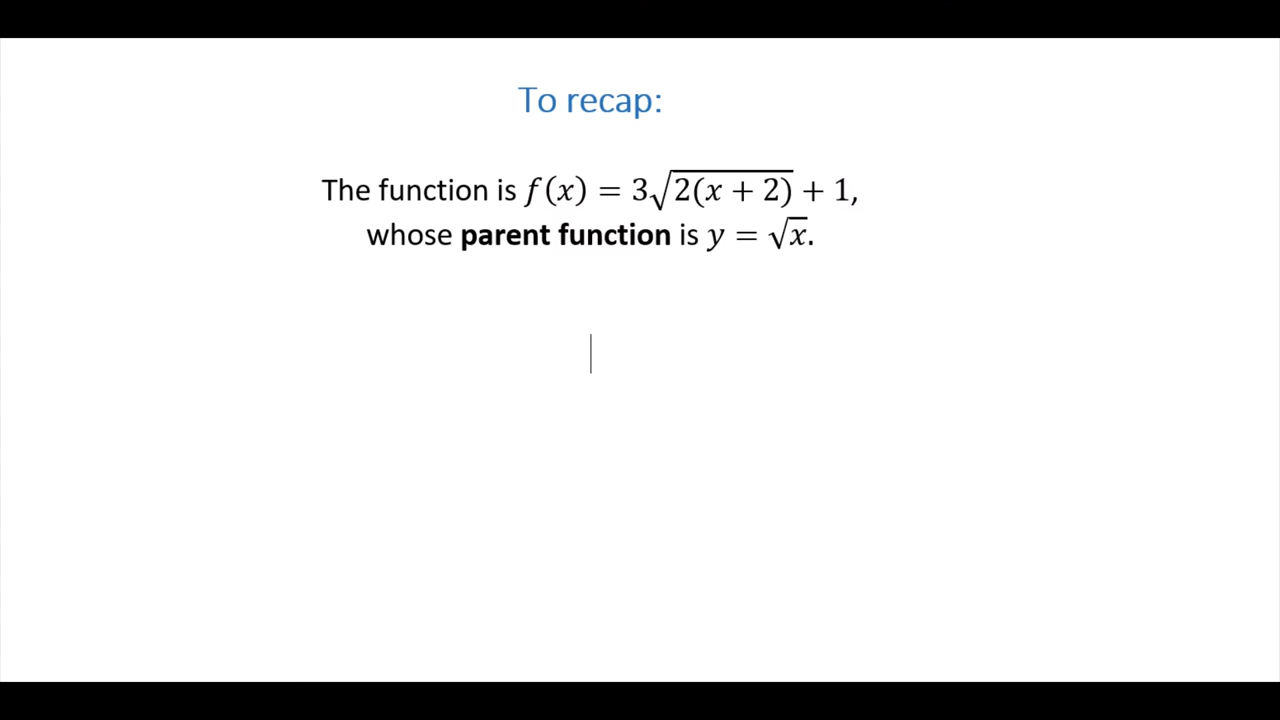 To recap:
The function is f(x) = 3√2(x + 2) + 1,
whose parent function is y = √x.